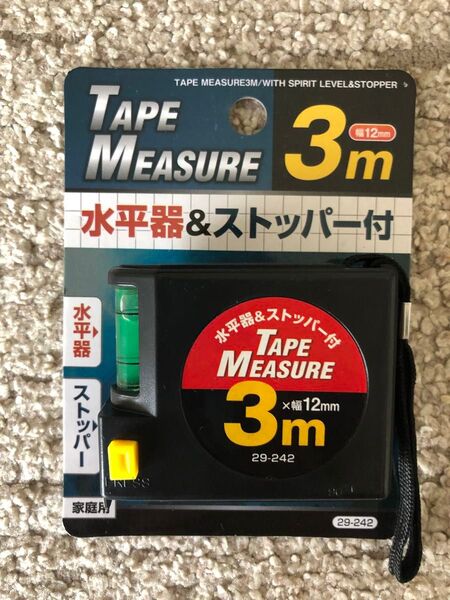 TAPE MEASURE3M/WITH SPIRIT LEVEL&STOPPER
TAPE
MEASURE
3m
幅12mm
水平器&ストッパー付
水平器
ストッパー
家庭用
水平器&ストッパー付
TAPE
MEASURE
3m
×幅12mm
29-242
PRESS
29-242